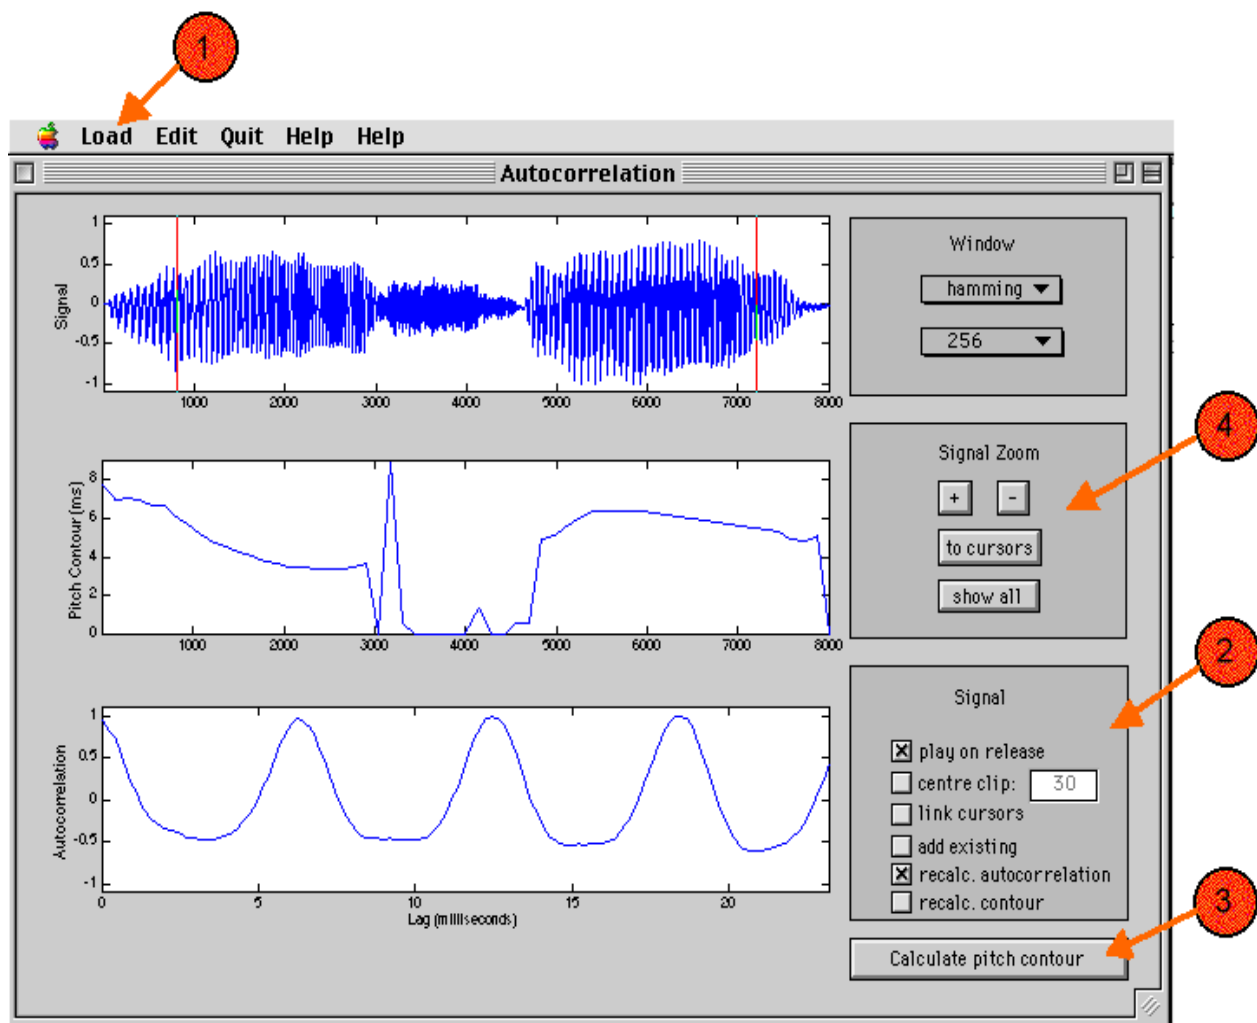 1
Load Edit Quit Help Help
Autocorrelation
Signal
1
0.5
0
-0.5
-1
1000 2000 3000 4000 5000 6000 7000 8000
Window
hamming
256
4
Pitch Contour (ms)
8
6
4
2
0
1000 2000 3000 4000 5000 6000 7000 8000
Signal Zoom
+ -
to cursors
show all
2
Autocorrelation
1
0.5
0
-0.5
-1
0 5 10 15 20
Lag (milliseconds)
Signal
play on release
centre clip: 30
link cursors
add existing
recalc. autocorrelation
recalc. contour
3
Calculate pitch contour